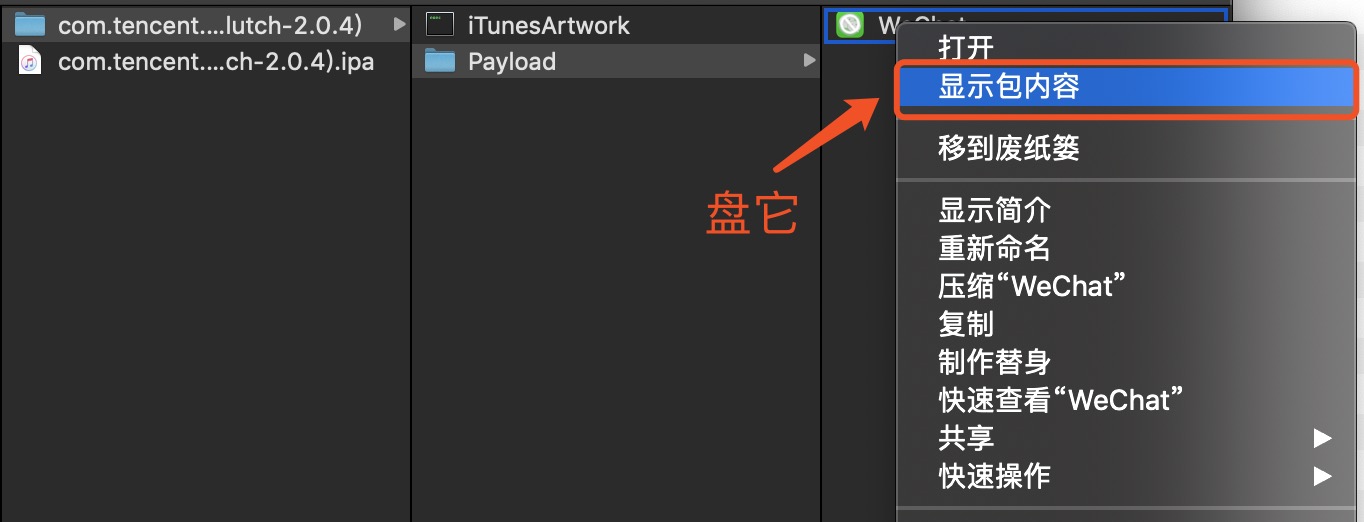 com.tencent....lutch-2.0.4)
com.tencent....ch-2.0.4).ipa
iTunesArtwork
Payload
盘它
打开
显示包内容
移到废纸篓
显示简介
重新命名
压缩“WeChat”
复制
制作替身
快速查看“WeChat”
共享
快速操作